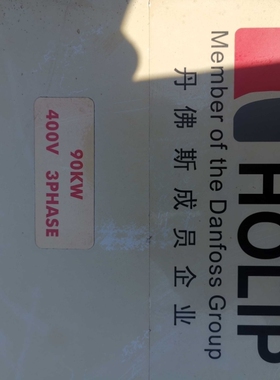 HOLIP
Member of the Danfoss Group
丹佛斯成员企业
90KW
400V 3PHASE